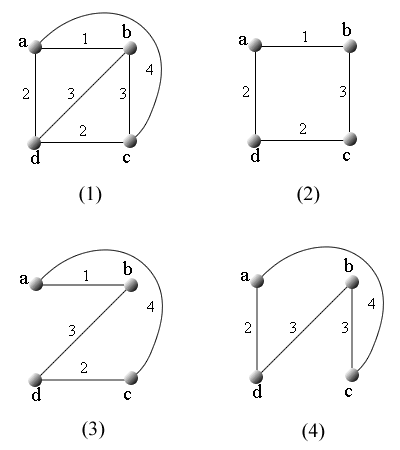 a 1 b a 1 b
2 3 3 4 2 3
d 2 c d 2 c
(1) (2)
a 1 b a b
3 4 2 3 3 4
d 2 c d c
(3) (4)